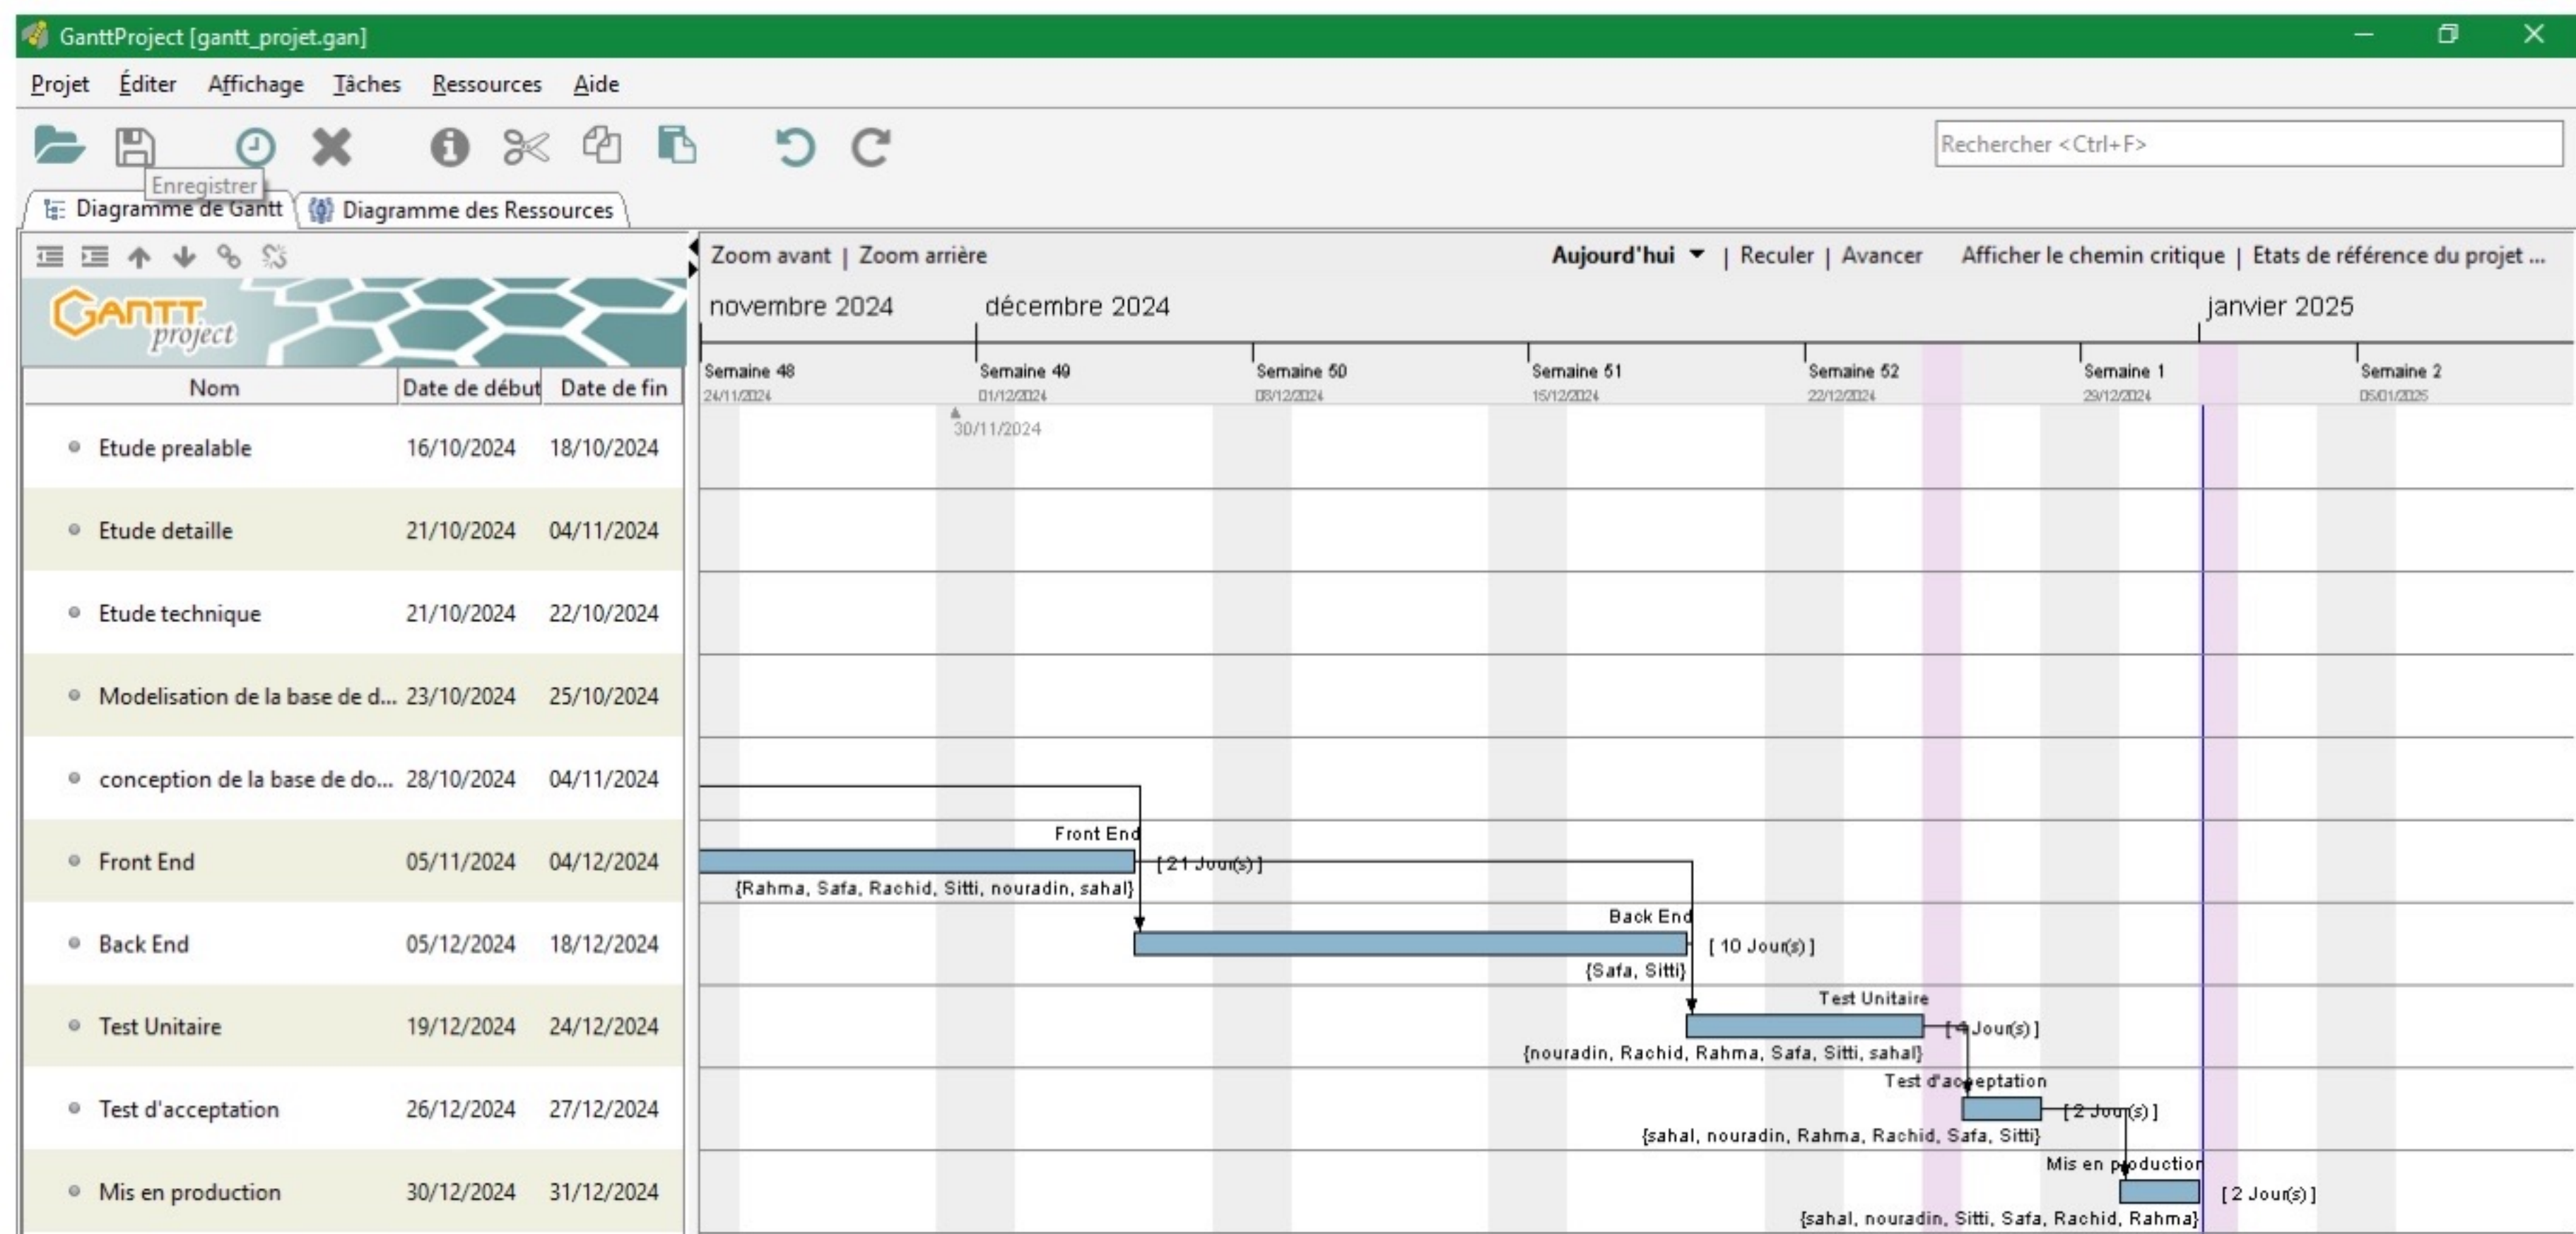 GanttProject [gantt_projet.gan]
Projet Éditer Affichage Tâches Ressources Aide
Rechercher <Ctrl+F>
Enregistrer
Diagramme de Gantt Diagramme des Ressources
Zoom avant | Zoom arrière Aujourd'hui | Reculer | Avancer Afficher le chemin critique | Etats de référence du projet ...
GANTT project
novembre 2024 décembre 2024 janvier 2025
Semaine 48 Semaine 49 Semaine 50 Semaine 51 Semaine 52 Semaine 1 Semaine 2
24/11/2024 01/12/2024 08/12/2024 15/12/2024 22/12/2024 29/12/2024 05/01/2025
Nom Date de début Date de fin
30/11/2024
Etude prealable 16/10/2024 18/10/2024
Etude detaille 21/10/2024 04/11/2024
Etude technique 21/10/2024 22/10/2024
Modelisation de la base de d... 23/10/2024 25/10/2024
conception de la base de do... 28/10/2024 04/11/2024
Front End
Front End 05/11/2024 04/12/2024 [ 21 Jour(s) ]
{Rahma, Safa, Rachid, Sitti, nouradin, sahal}
Back End
Back End 05/12/2024 18/12/2024 [ 10 Jour(s) ]
{Safa, Sitti}
Test Unitaire
Test Unitaire 19/12/2024 24/12/2024 [ 4 Jour(s) ]
{nouradin, Rachid, Rahma, Safa, Sitti, sahal}
Test d'acceptation
Test d'acceptation 26/12/2024 27/12/2024 [ 2 Jour(s) ]
{sahal, nouradin, Rahma, Rachid, Safa, Sitti}
Mis en production
Mis en production 30/12/2024 31/12/2024 [ 2 Jour(s) ]
{sahal, nouradin, Sitti, Safa, Rachid, Rahma}